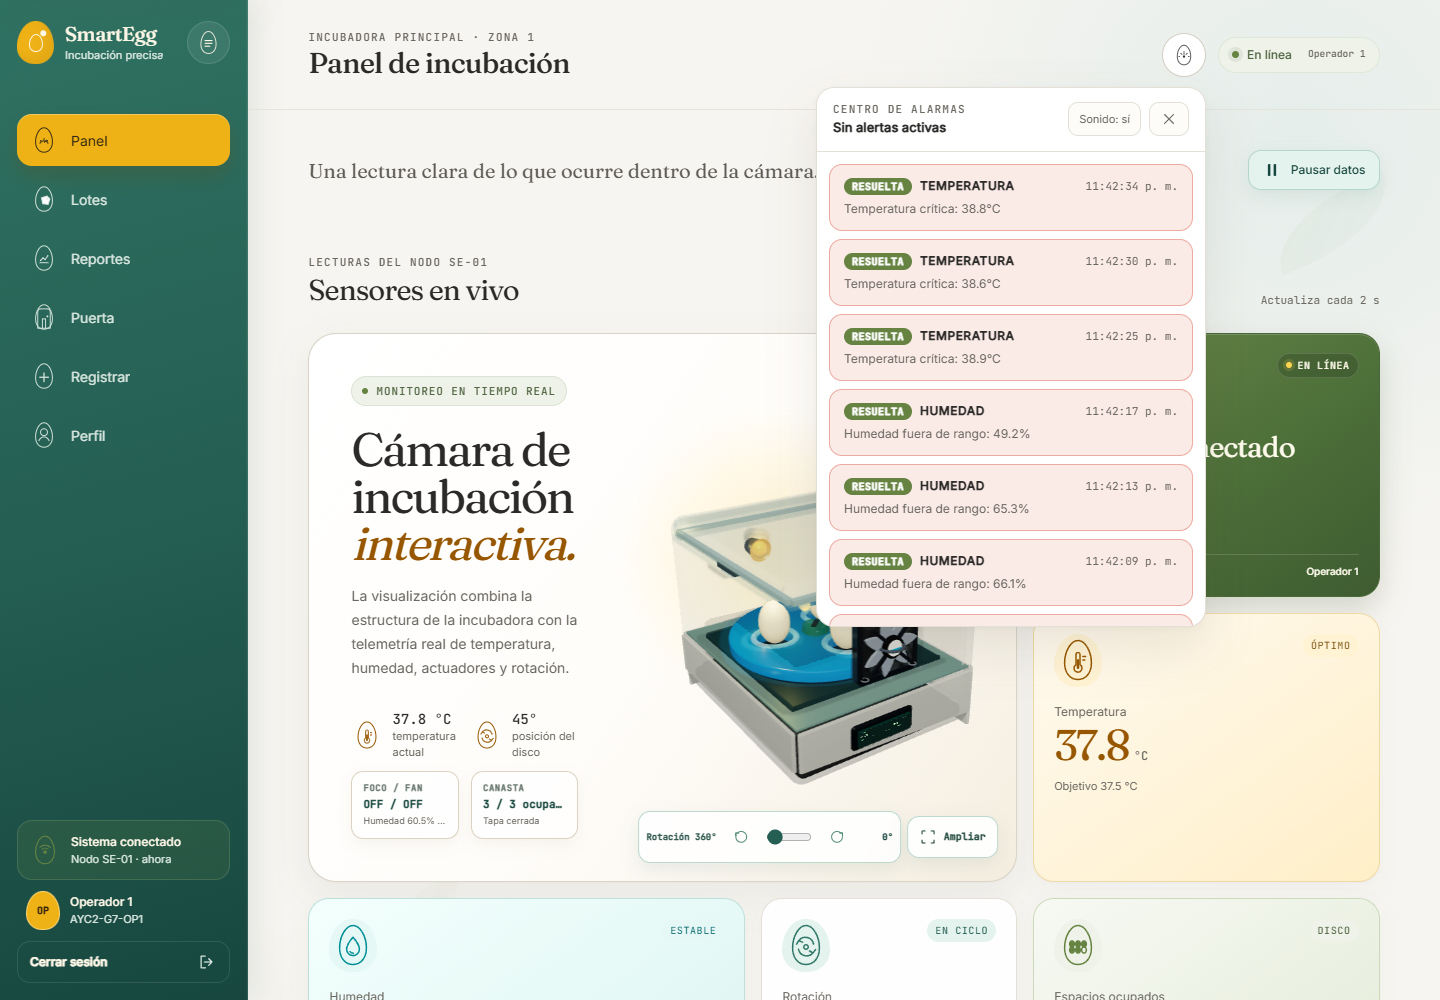 SmartEgg
Incubación precisa
Panel
Lotes
Reportes
Puerta
Registrar
Perfil
Sistema conectado
Nodo SE-01 · ahora
OP
Operador 1
AYC2-G7-OP1
Cerrar sesión
INCUBADORA PRINCIPAL · ZONA 1
Panel de incubación
En línea
Operador 1
Una lectura clara de lo que ocurre dentro de la cámara.
Pausar datos
LECTURAS DEL NODO SE-01
Sensores en vivo
Actualiza cada 2 s
CENTRO DE ALARMAS
Sin alertas activas
Sonido: sí
RESUELTA TEMPERATURA 11:42:34 p. m.
Temperatura crítica: 38.8°C
RESUELTA TEMPERATURA 11:42:30 p. m.
Temperatura crítica: 38.6°C
RESUELTA TEMPERATURA 11:42:25 p. m.
Temperatura crítica: 38.9°C
RESUELTA HUMEDAD 11:42:17 p. m.
Humedad fuera de rango: 49.2%
RESUELTA HUMEDAD 11:42:13 p. m.
Humedad fuera de rango: 65.3%
RESUELTA HUMEDAD 11:42:09 p. m.
Humedad fuera de rango: 66.1%
MONITOREO EN TIEMPO REAL
Cámara de
incubación
interactiva.
La visualización combina la
estructura de la incubadora con la
telemetría real de temperatura,
humedad, actuadores y rotación.
37.8 °C
temperatura
actual
45°
posición del
disco
FOCO / FAN
OFF / OFF
Humedad 60.5% ...
CANASTA
3 / 3 ocupa…
Tapa cerrada
Rotación 360°
0°
Ampliar
EN LÍNEA
nectado
Operador 1
ÓPTIMO
Temperatura
37.8 °C
Objetivo 37.5 °C
ESTABLE
Humedad
EN CICLO
Rotación
DISCO
Espacios ocupados